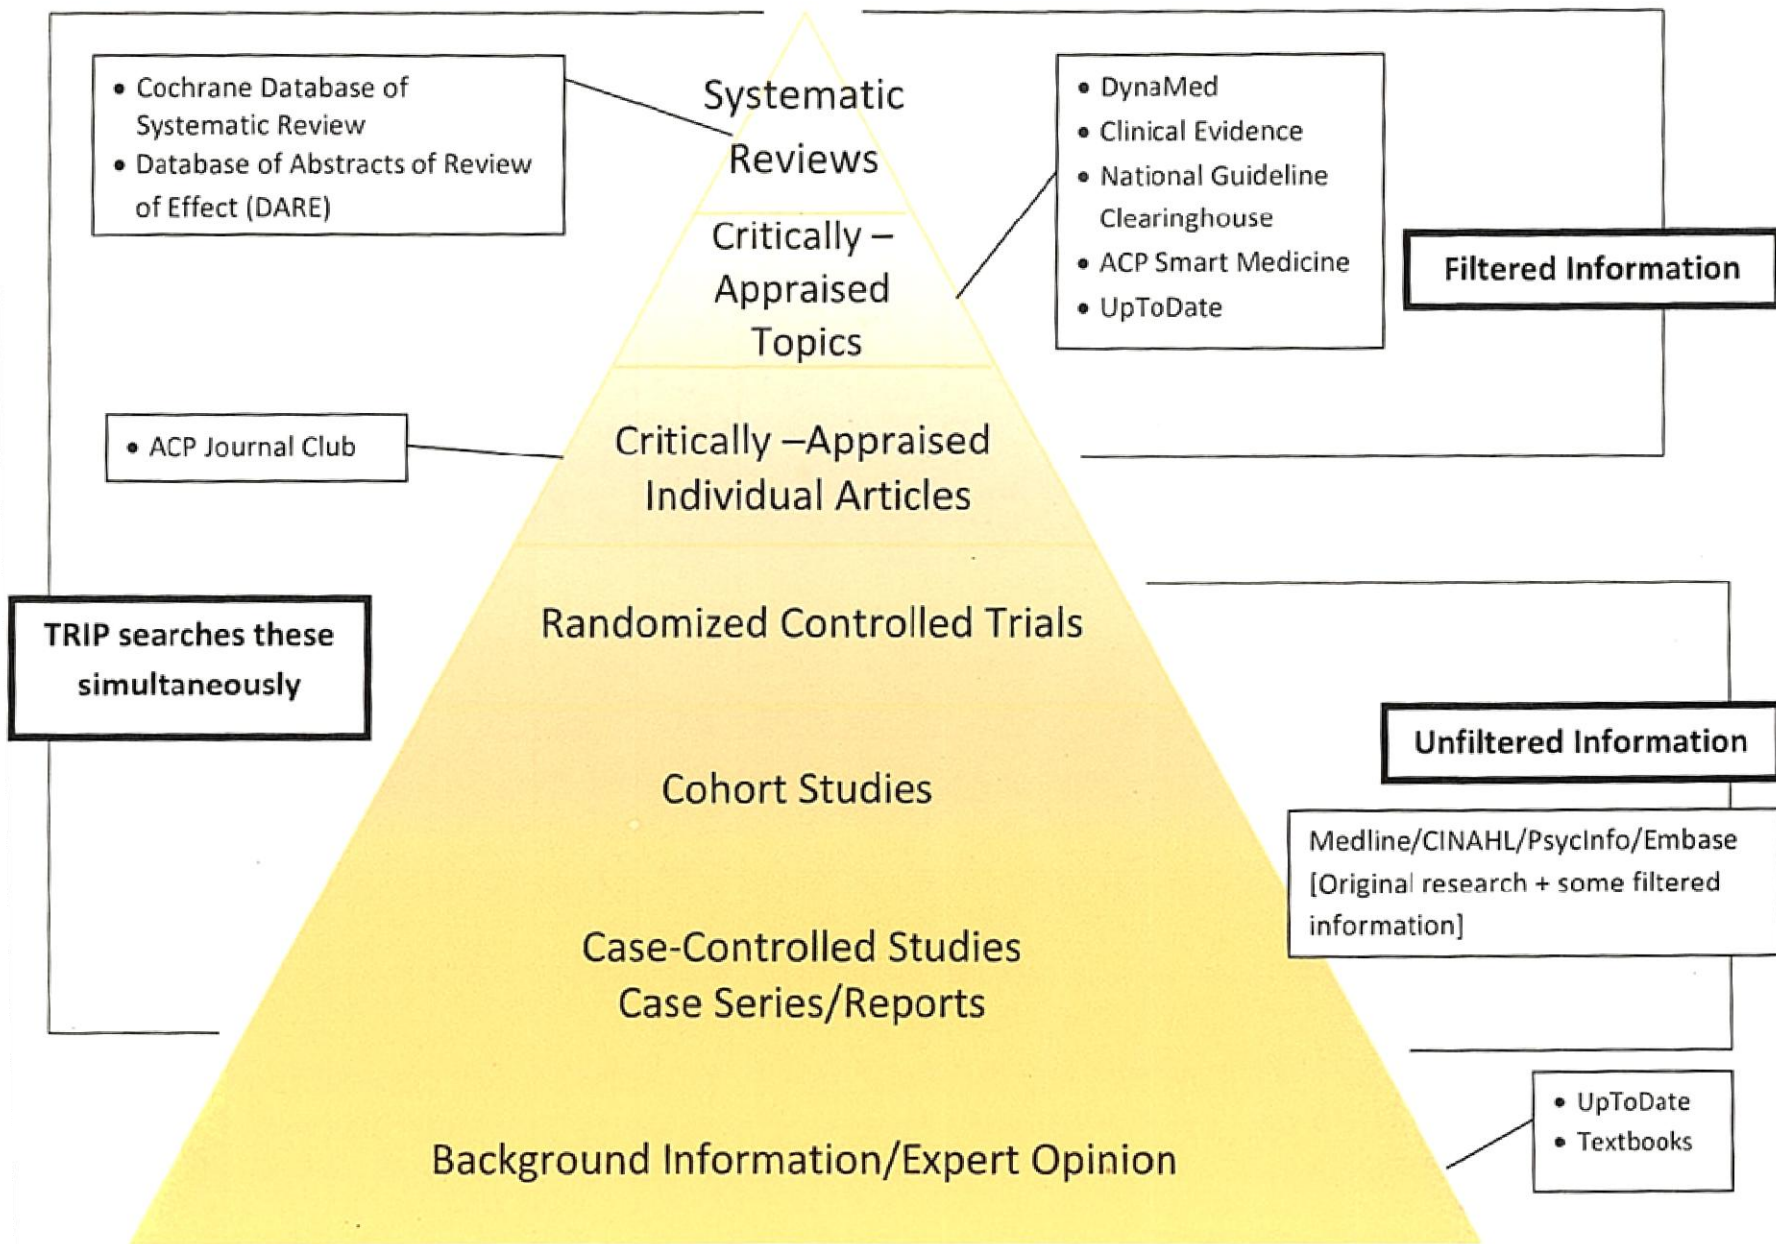 • Cochrane Database of
Systematic Review
• Database of Abstracts of Review
of Effect (DARE)
Systematic
Reviews
• DynaMed
• Clinical Evidence
• National Guideline
Clearinghouse
• ACP Smart Medicine
• UpToDate
Critically –
Appraised
Topics
Filtered Information
• ACP Journal Club
Critically –Appraised
Individual Articles
TRIP searches these
simultaneously
Randomized Controlled Trials
Cohort Studies
Unfiltered Information
Medline/CINAHL/PsycInfo/Embase
[Original research + some filtered
information]
Case-Controlled Studies
Case Series/Reports
• UpToDate
• Textbooks
Background Information/Expert Opinion